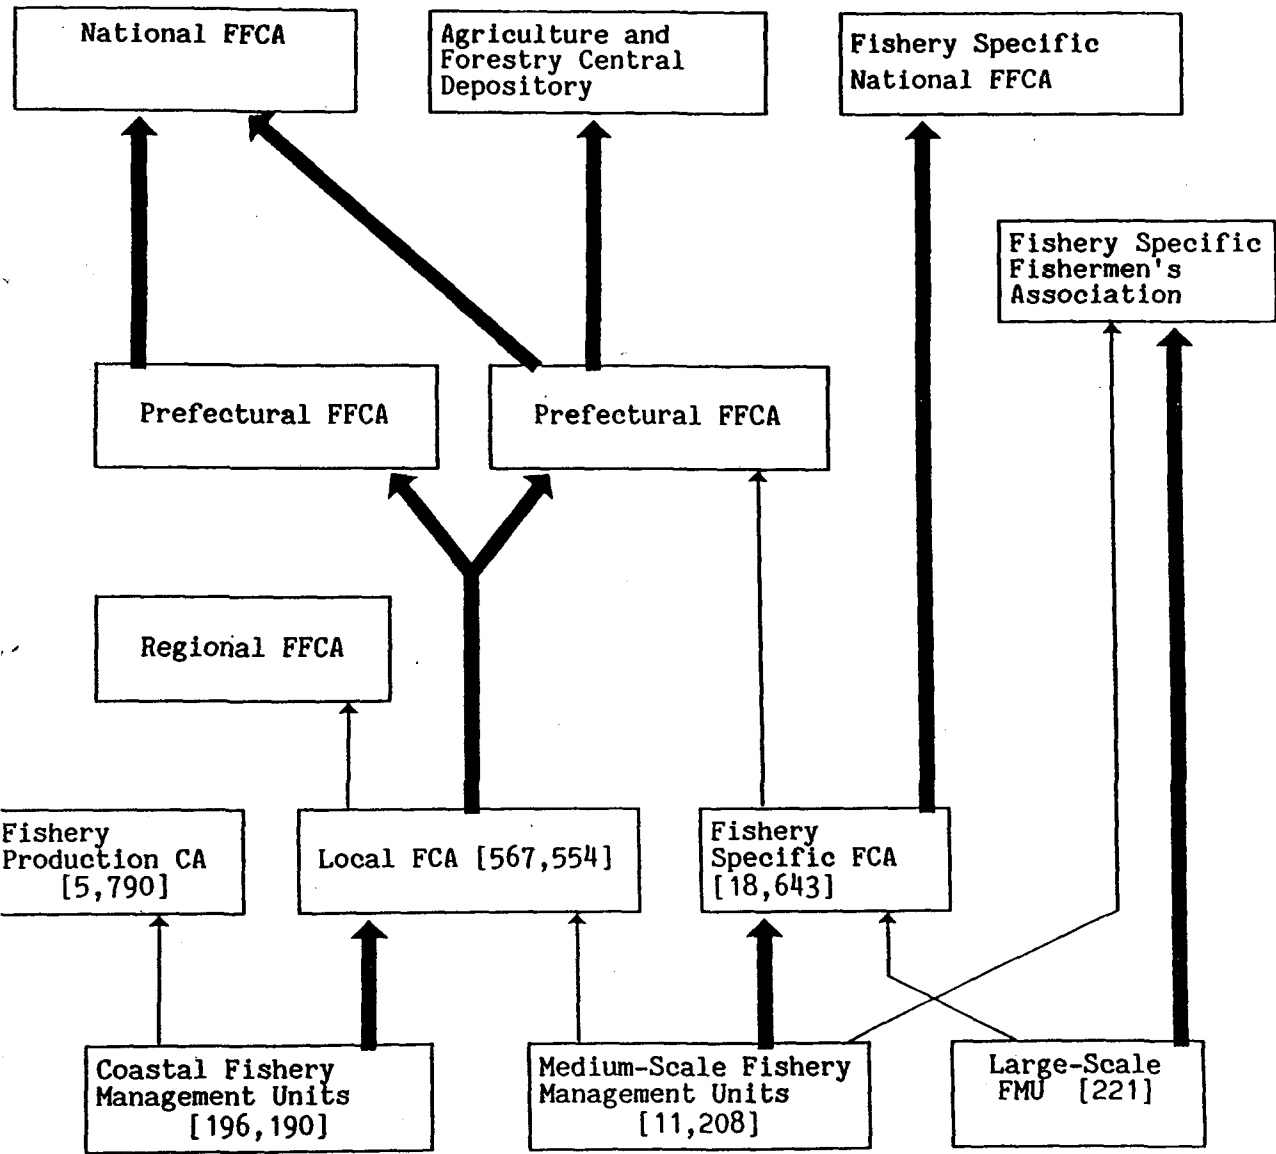 National FFCA
Agriculture and
Forestry Central
Depository
Fishery Specific
National FFCA
Fishery Specific
Fishermen's
Association
Prefectural FFCA
Prefectural FFCA
Regional FFCA
Fishery
Production CA
[5,790]
Local FCA [567,554]
Fishery
Specific FCA
[18,643]
Coastal Fishery
Management Units
[196,190]
Medium-Scale Fishery
Management Units
[11,208]
Large-Scale
FMU [221]